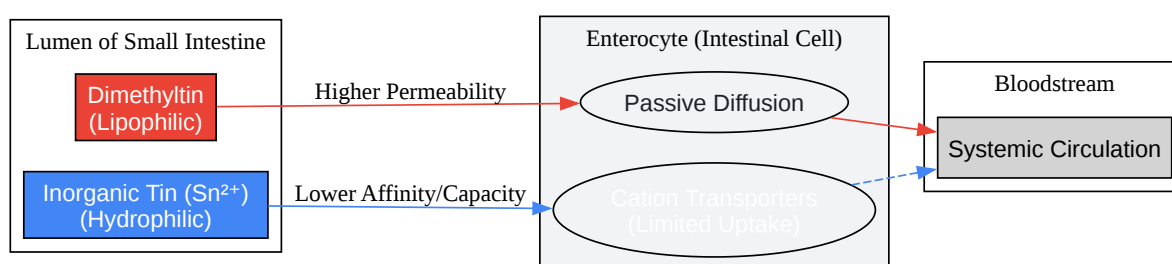 Lumen of Small Intestine
Dimethyltin
(Lipophilic)
Inorganic Tin (Sn²⁺)
(Hydrophilic)
Higher Permeability
Lower Affinity/Capacity
Enterocyte (Intestinal Cell)
Passive Diffusion
Cation Transporters
(Limited Uptake)
Bloodstream
Systemic Circulation